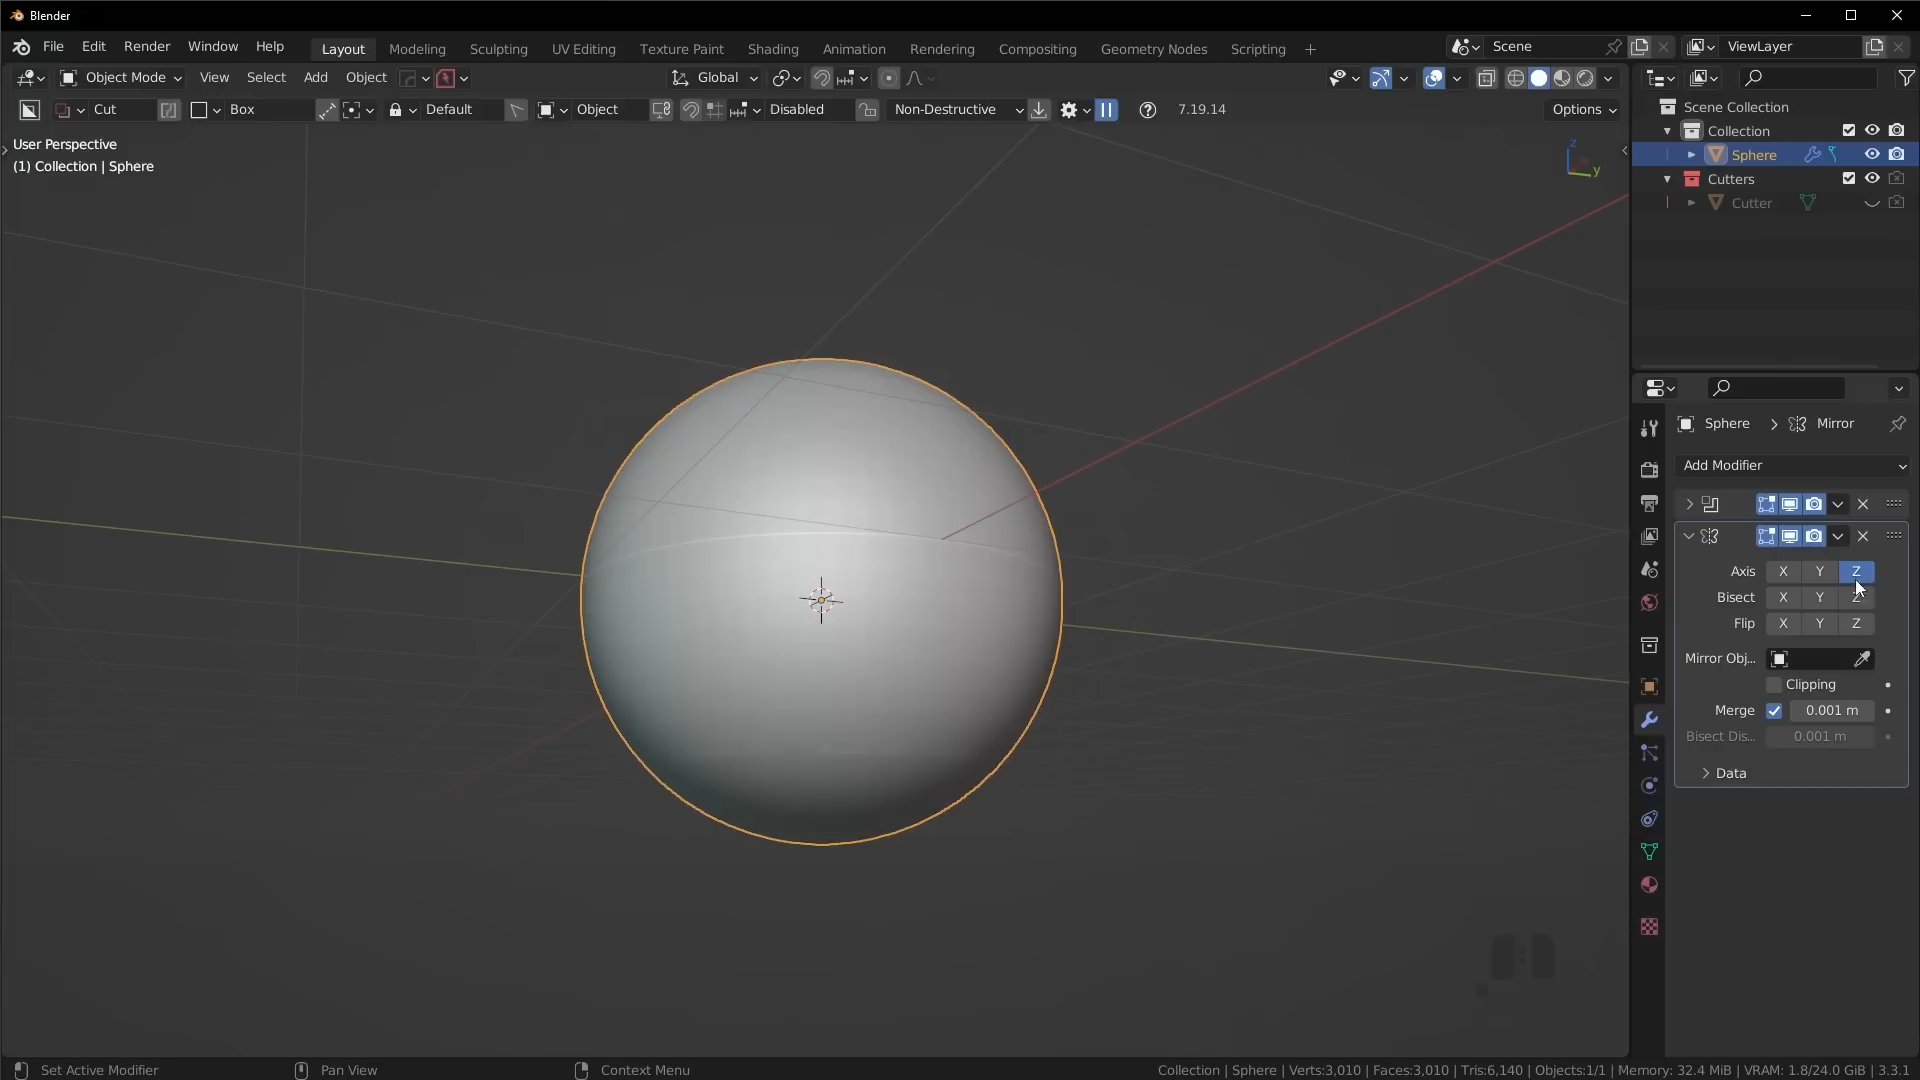 Blender
File Edit Render Window Help
Layout Modeling Sculpting UV Editing Texture Paint Shading Animation Rendering Compositing Geometry Nodes Scripting +
Scene
ViewLayer
Object Mode View Select Add Object
Global
Cut
Box
Default
Object
Disabled
Non-Destructive
7.19.14
Options
User Perspective
(1) Collection | Sphere
z
y
Scene Collection
Collection
Sphere
Cutters
Cutter
Sphere > Mirror
Add Modifier
Axis X Y Z
Bisect X Y Z
Flip X Y Z
Mirror Obj...
Clipping
Merge 0.001 m
Bisect Dis... 0.001 m
Data
Set Active Modifier
Pan View
Context Menu
Collection | Sphere | Verts:3,010 | Faces:3,010 | Tris:6,140 | Objects:1/1 | Memory: 32.4 MiB | VRAM: 1.8/24.0 GiB | 3.3.1